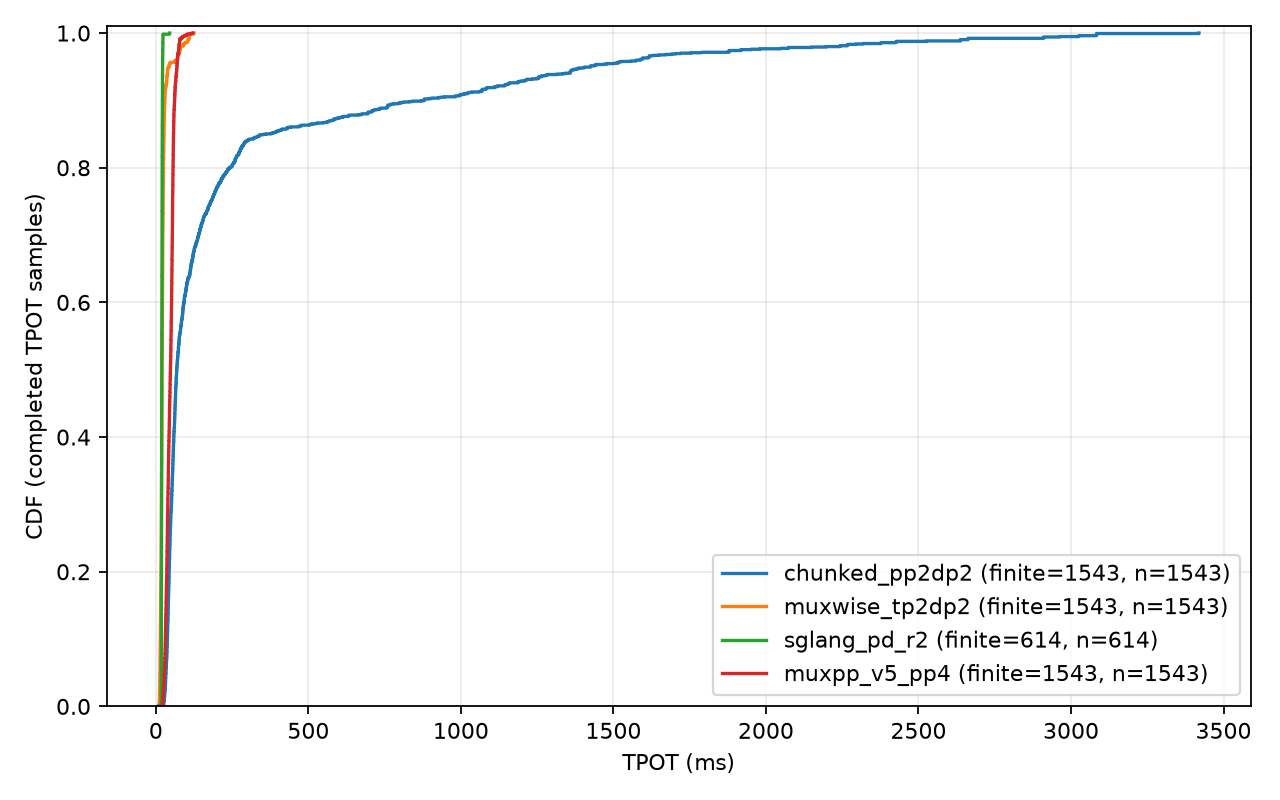 1.0
0.8
0.6
0.4
0.2
0.0
CDF (completed TPOT samples)
0 500 1000 1500 2000 2500 3000 3500
TPOT (ms)
chunked_pp2dp2 (finite=1543, n=1543)
muxwise_tp2dp2 (finite=1543, n=1543)
sglang_pd_r2 (finite=614, n=614)
muxpp_v5_pp4 (finite=1543, n=1543)